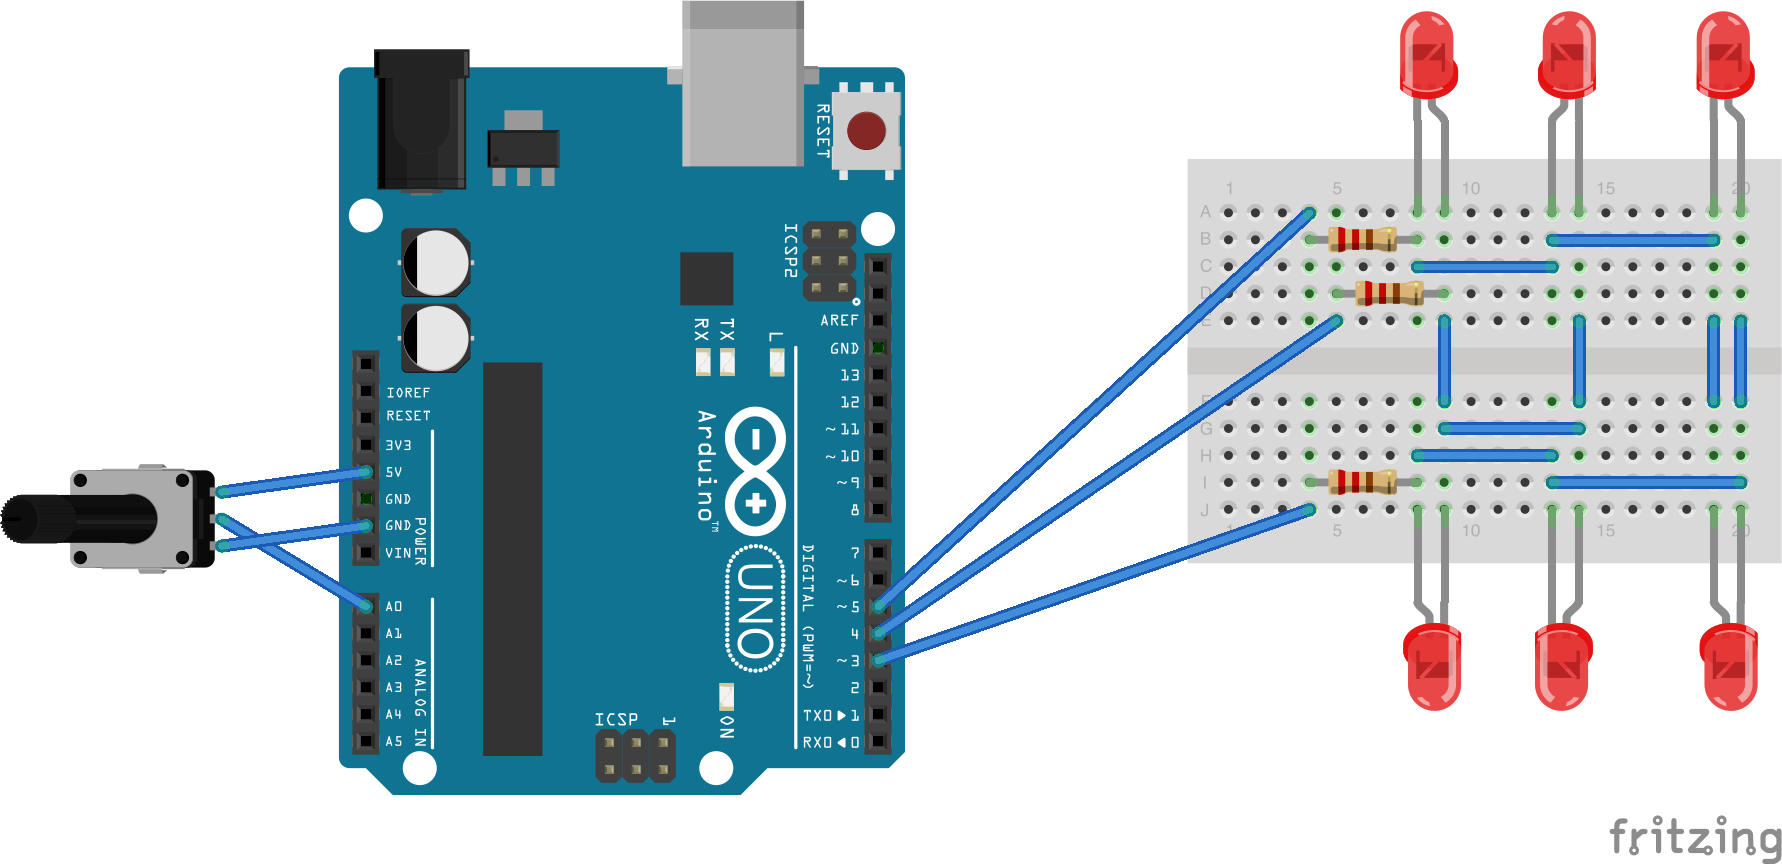 RESET
ICSP2
AREF
GND
13
12
~11
~10
~9
8
7
~6
~5
4
~3
2
TX0▶1
RX0◀0
RX
TX
L
IOREF
RESET
3V3
5V
GND
GND
VIN
POWER
A0
A1
A2
A3
A4
A5
ANALOG IN
Arduino™
UNO
DIGITAL (PWM=~)
ON
ICSP
1
1 5 10 15 20
A
B
C
D
E
F
G
H
I
J
1 5 10 15 20
fritzing